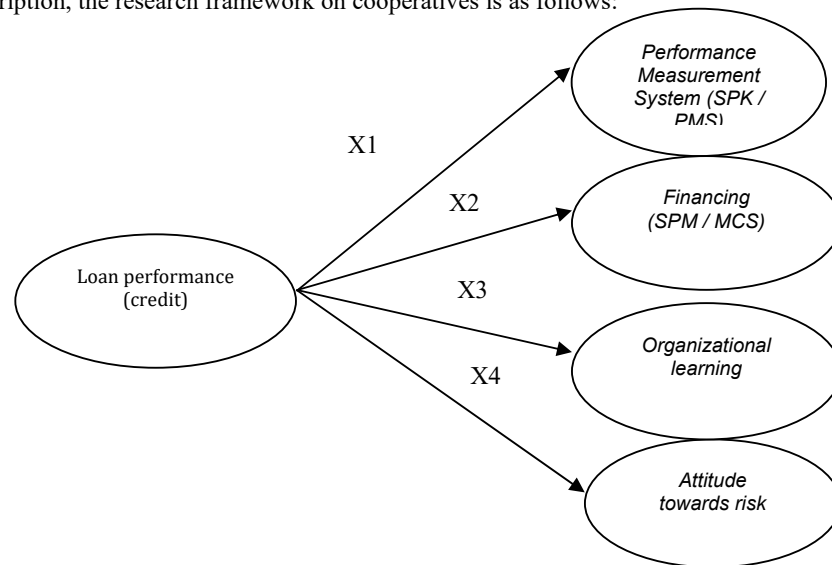 ription, the research framework on cooperatives is as follows:
Performance
Measurement
System (SPK /
PMS)
X1
X2
Financing
(SPM / MCS)
Loan performance
(credit)
X3
Organizational
learning
X4
Attitude
towards risk